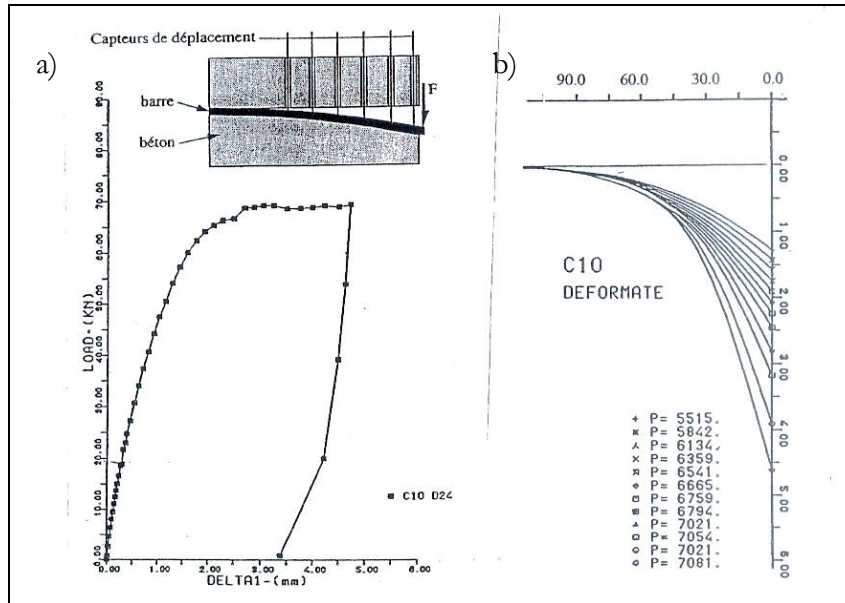 a)
Capteurs de déplacement
barre
béton
F
90.00
80.00
70.00
60.00
50.00
40.00
30.00
20.00
10.00
0.00
LOAD-(KN)
0.00 1.00 2.00 3.00 4.00 5.00 6.00
DELTA1-(mm)
C10 D24
b)
90.0 60.0 30.0 0.0
0.00
1.00
2.00
3.00
4.00
5.00
6.00
C10
DEFORMATE
P= 5515.
P= 5842.
P= 6134.
P= 6359.
P= 6541.
P= 6665.
P= 6759.
P= 6794.
P= 7021.
P= 7054.
P= 7021.
P= 7081.